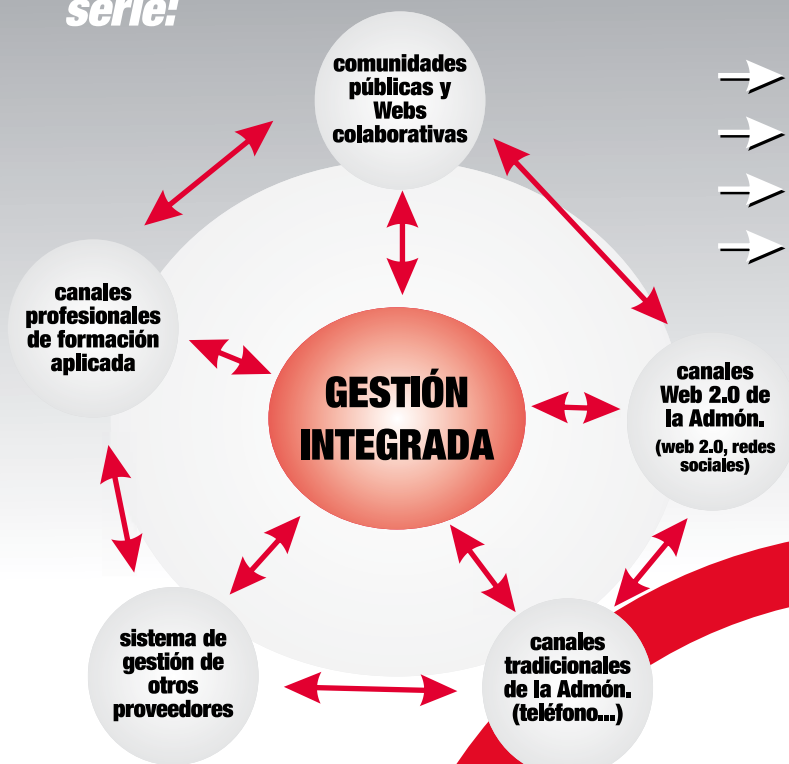 serie:
comunidades
públicas y
Webs
colaborativas
canales
profesionales
de formación
aplicada
GESTIÓN
INTEGRADA
canales
Web 2.0 de
la Admón.
(web 2.0, redes
sociales)
sistema de
gestión de
otros
proveedores
canales
tradicionales
de la Admón.
(teléfono...)